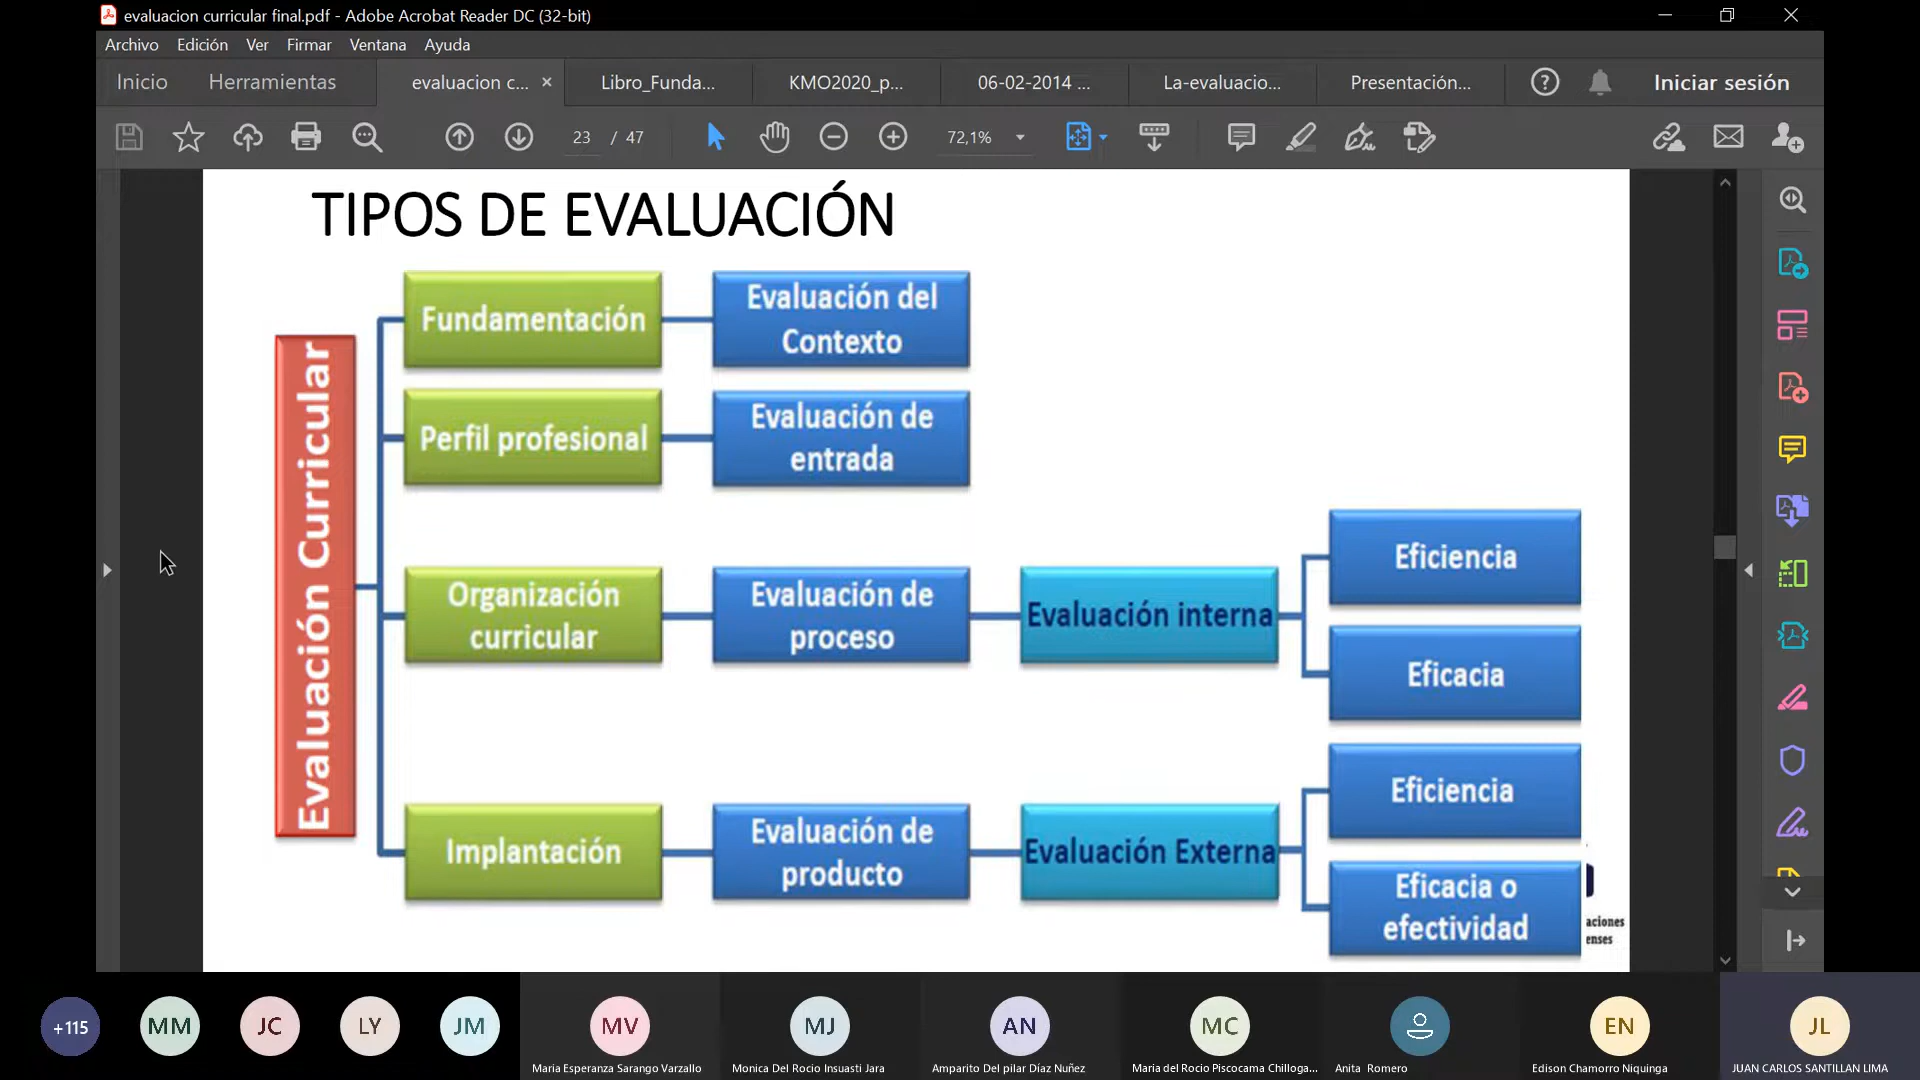 evaluacion curricular final.pdf - Adobe Acrobat Reader DC (32-bit)
Archivo Edición Ver Firmar Ventana Ayuda
Inicio Herramientas evaluacion c... × Libro_Funda... KMO2020_p... 06-02-2014 ... La-evaluacio... Presentación... Iniciar sesión
23 / 47 72,1%
TIPOS DE EVALUACIÓN
Evaluación Curricular
Fundamentación
Evaluación del
Contexto
Perfil profesional
Evaluación de
entrada
Organización
curricular
Evaluación de
proceso
Evaluación interna
Eficiencia
Eficacia
Implantación
Evaluación de
producto
Evaluación Externa
Eficiencia
Eficacia o
efectividad
aciones
enses
+115 MM JC LY JM MV MJ AN MC EN JL
Maria Esperanza Sarango Varzallo Monica Del Rocio Insuasti Jara Amparito Del pilar Díaz Nuñez Maria del Rocio Piscocama Chilloga... Anita Romero Edison Chamorro Niquinga JUAN CARLOS SANTILLAN LIMA